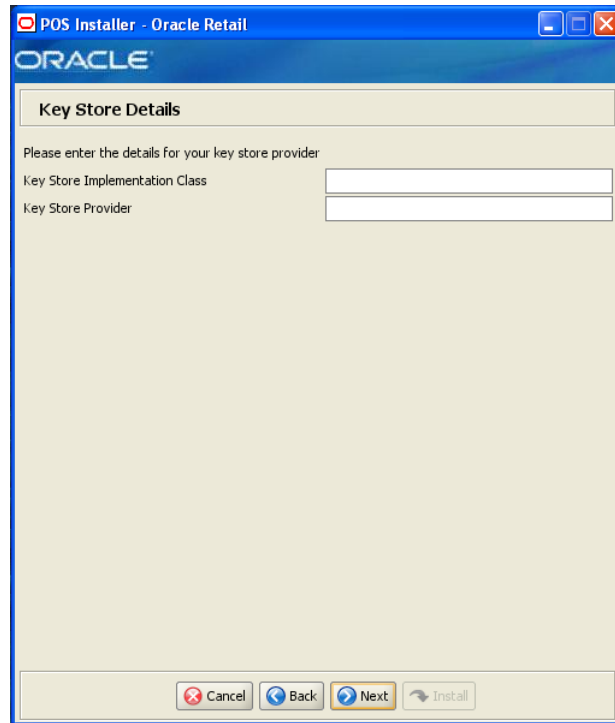 POS Installer - Oracle Retail
ORACLE
Key Store Details
Please enter the details for your key store provider
Key Store Implementation Class
Key Store Provider
Cancel Back Next Install